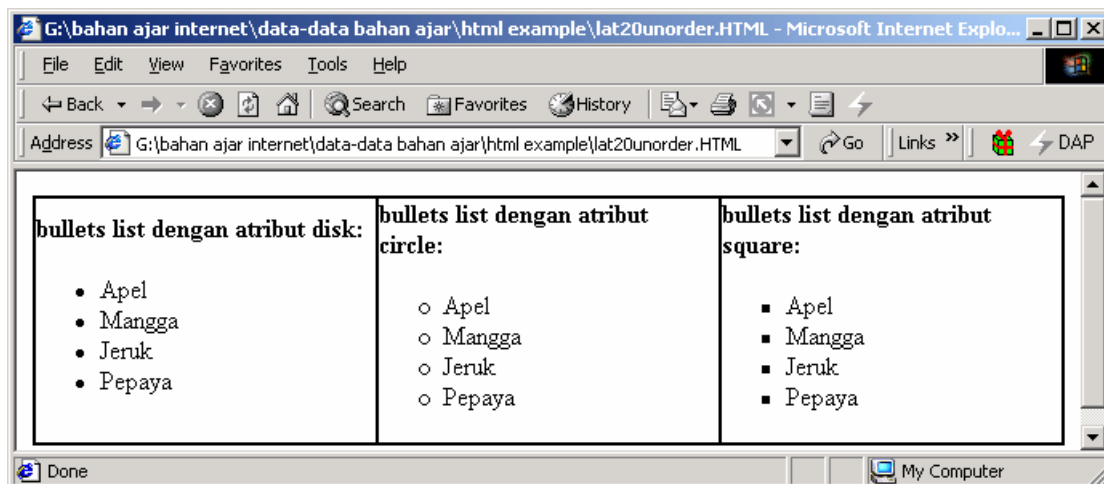 G:\bahan ajar internet\data-data bahan ajar\html example\lat20unorder.HTML - Microsoft Internet Explo...
File Edit View Favorites Tools Help
Back Search Favorites History
Address G:\bahan ajar internet\data-data bahan ajar\html example\lat20unorder.HTML Go Links » DAP
bullets list dengan atribut disk:
• Apel
• Mangga
• Jeruk
• Pepaya
bullets list dengan atribut
circle:
○ Apel
○ Mangga
○ Jeruk
○ Pepaya
bullets list dengan atribut
square:
▪ Apel
▪ Mangga
▪ Jeruk
▪ Pepaya
Done My Computer